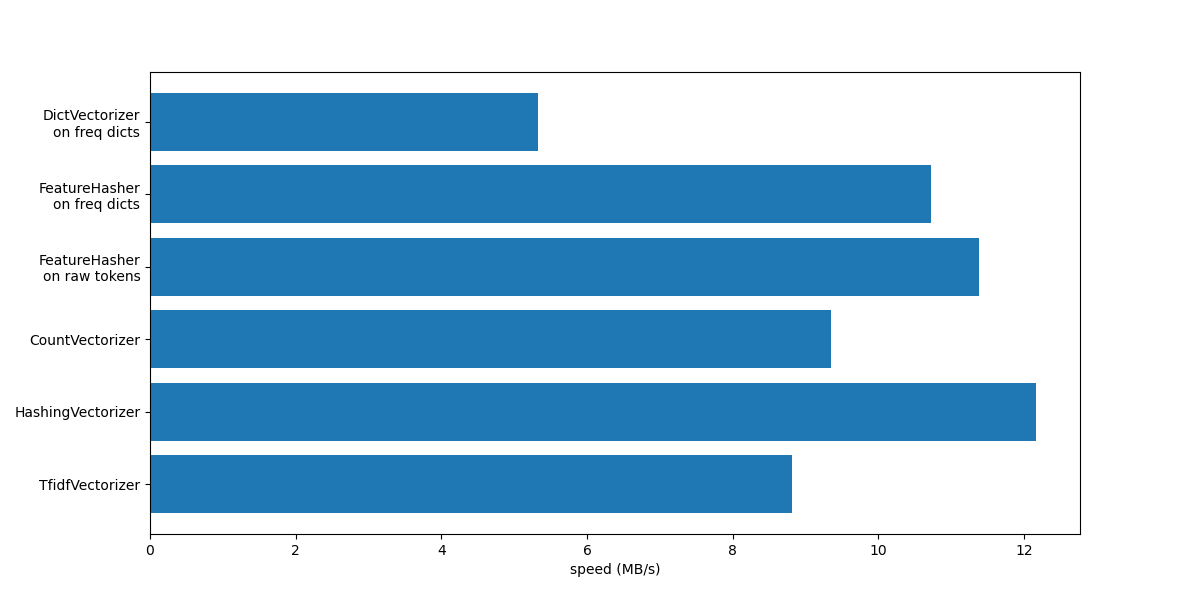 DictVectorizer
on freq dicts
FeatureHasher
on freq dicts
FeatureHasher
on raw tokens
CountVectorizer
HashingVectorizer
TfidfVectorizer
0 2 4 6 8 10 12
speed (MB/s)